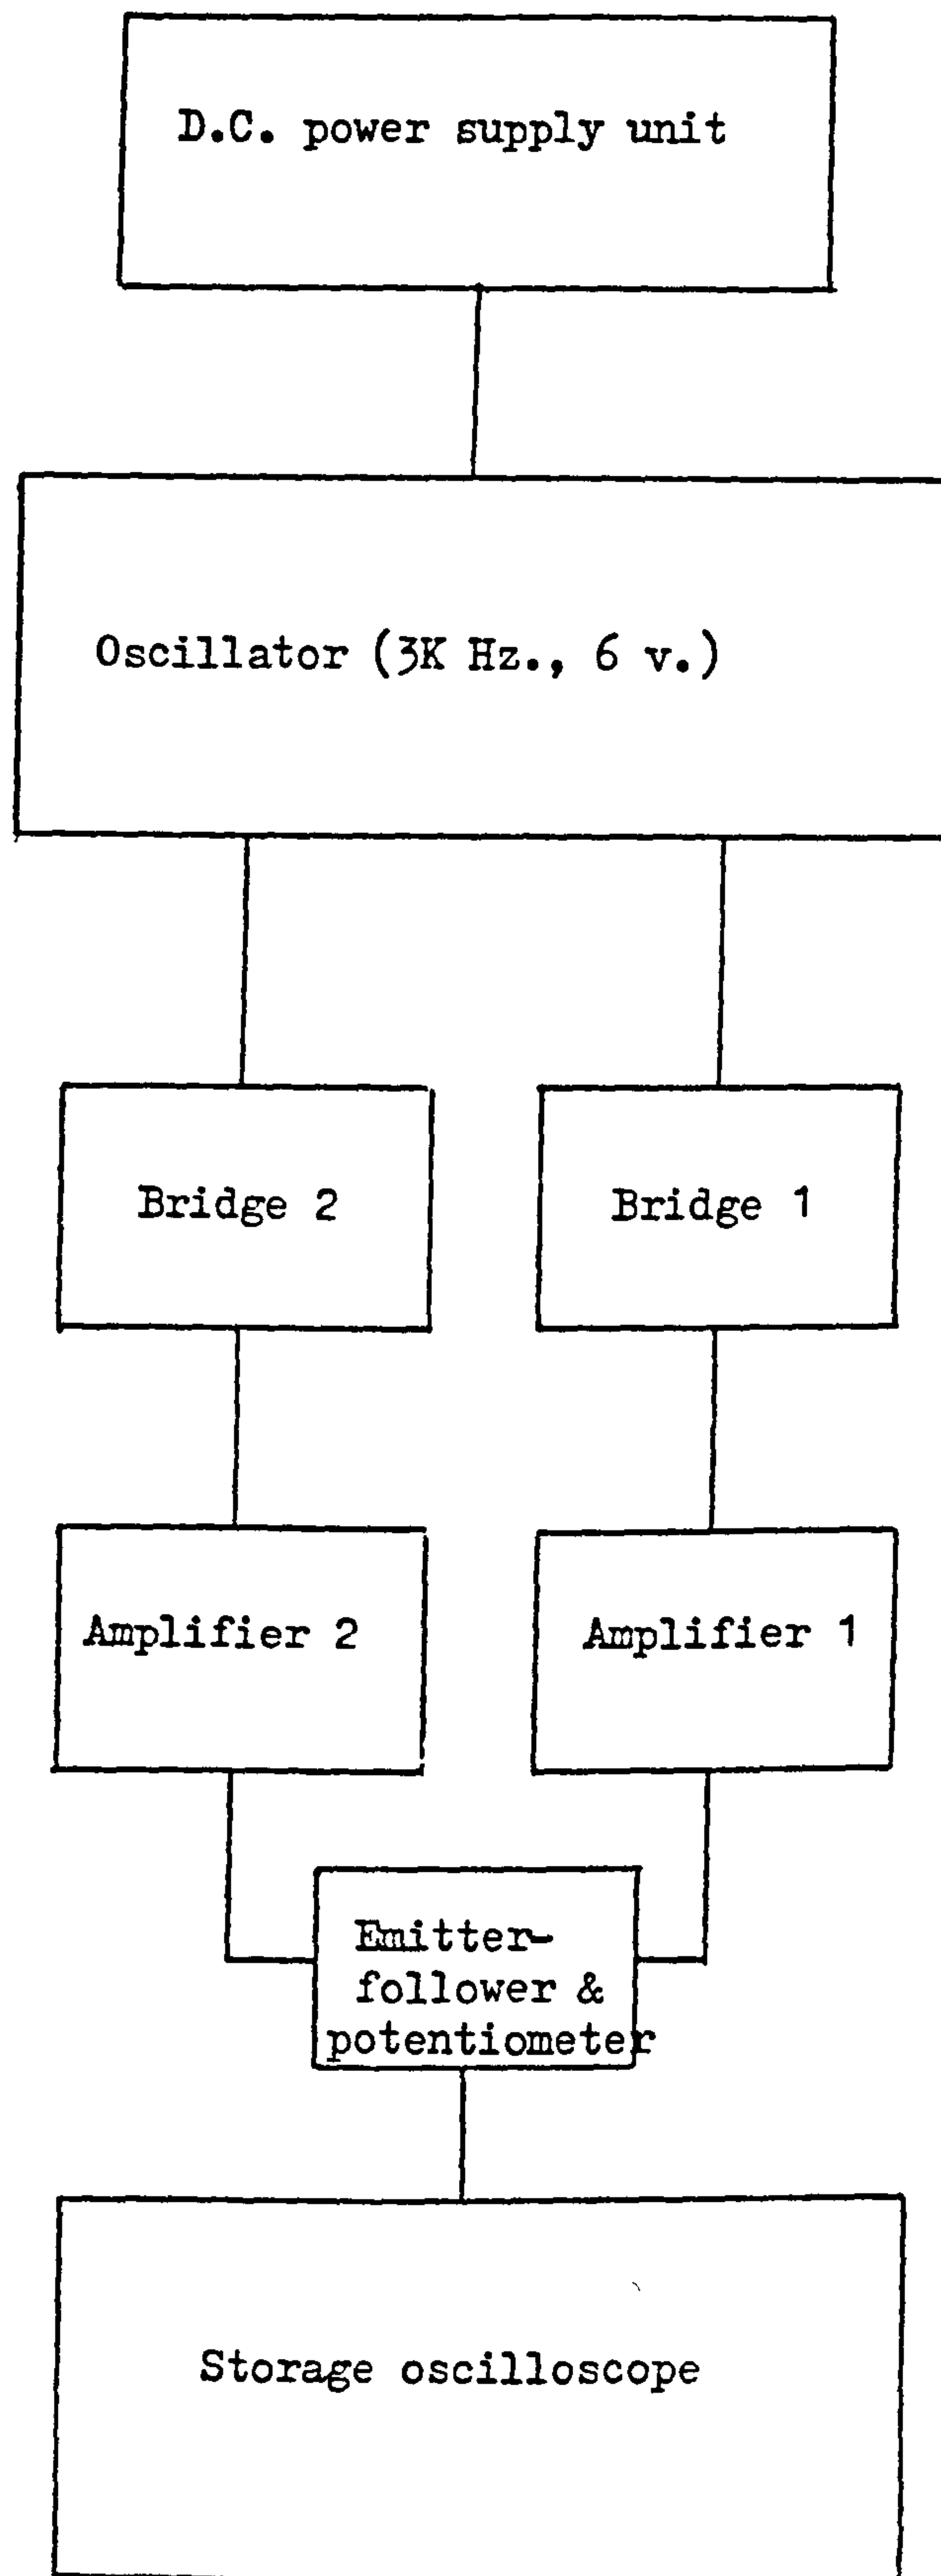 D.C. power supply unit
Oscillator (3K Hz., 6 v.)
Bridge 2
Bridge 1
Amplifier 2
Amplifier 1
Emitter-
follower &
potentiometer
Storage oscilloscope